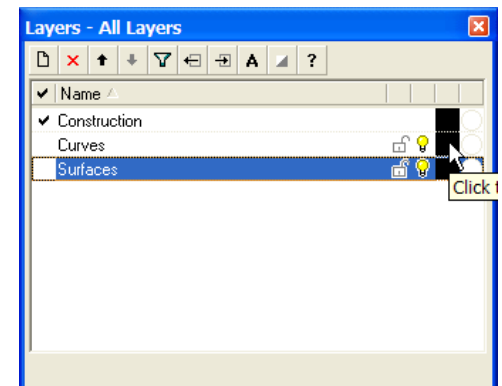 Layers - All Layers
A ?
Name
Construction
Curves
Surfaces
Click t